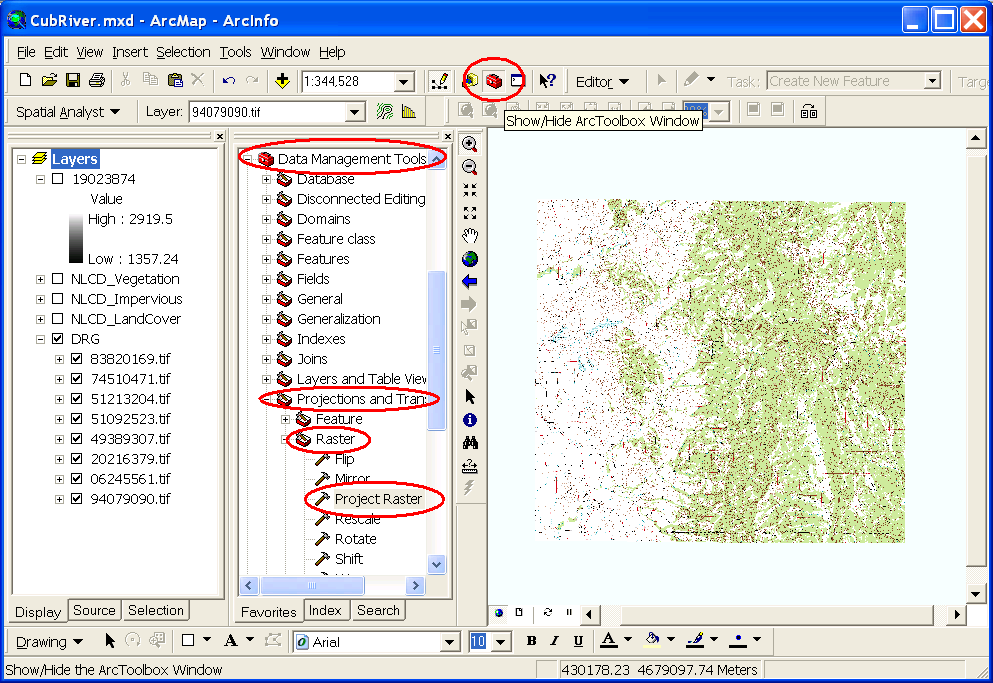 CubRiver.mxd - ArcMap - ArcInfo
File Edit View Insert Selection Tools Window Help
1:344,528 Editor Task: Create New Feature Targe
Spatial Analyst Layer: 94079090.tif
Show/Hide ArcToolbox Window
Layers
19023874
Value
High : 2919.5
Low : 1357.24
NLCD_Vegetation
NLCD_Impervious
NLCD_LandCover
DRG
83820169.tif
74510471.tif
51213204.tif
51092523.tif
49389307.tif
20216379.tif
06245561.tif
94079090.tif
Display Source Selection
Data Management Tools
Database
Disconnected Editing
Domains
Feature class
Features
Fields
General
Generalization
Indexes
Joins
Layers and Table View
Projections and Tran
Feature
Raster
Flip
Mirror
Project Raster
Rescale
Rotate
Shift
Favorites Index Search
Drawing A Arial 10 B I U A
Show/Hide the ArcToolbox Window
430178.23 4679097.74 Meters